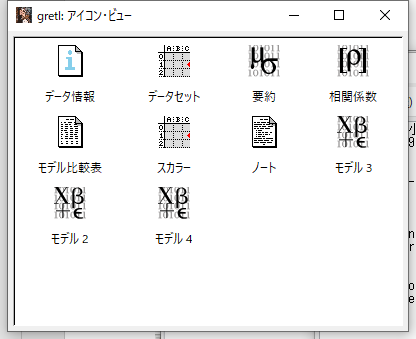 gretl: アイコン・ビュー
データ情報 データセット 要約 相関係数
モデル比較表 スカラー ノート モデル 3
モデル 2 モデル 4